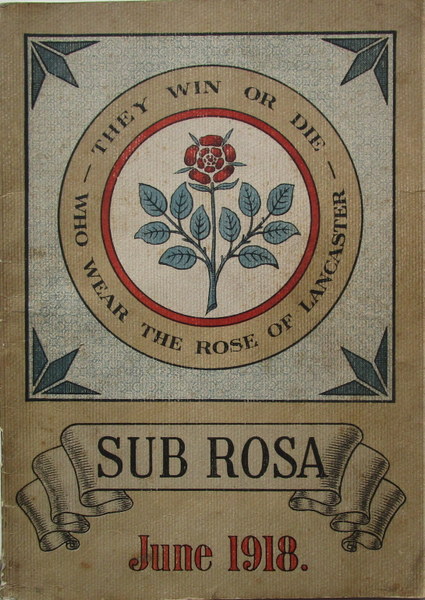 — THEY WIN OR DIE —
WHO WEAR THE ROSE OF LANCASTER
SUB ROSA
June 1918.